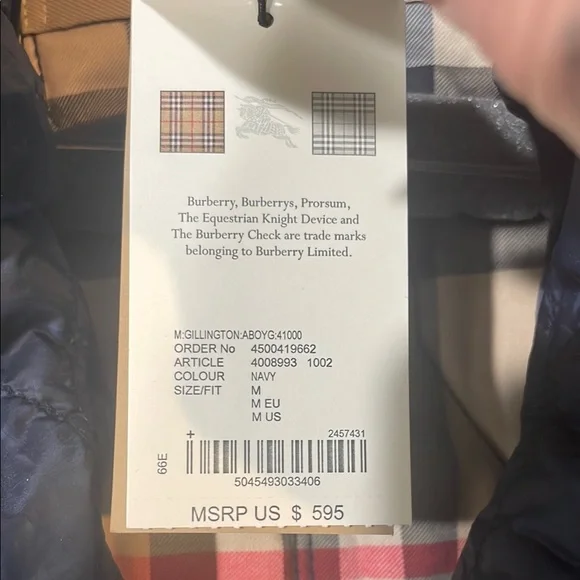 Burberry, Burberrys, Prorsum,
The Equestrian Knight Device and
The Burberry Check are trade marks
belonging to Burberry Limited.
M:GILLINGTON:ABOYG:41000
ORDER No 4500419662
ARTICLE 4008993 1002
COLOUR NAVY
SIZE/FIT M
M EU
M US
+ 2457431
66E
5045493033406
MSRP US $ 595